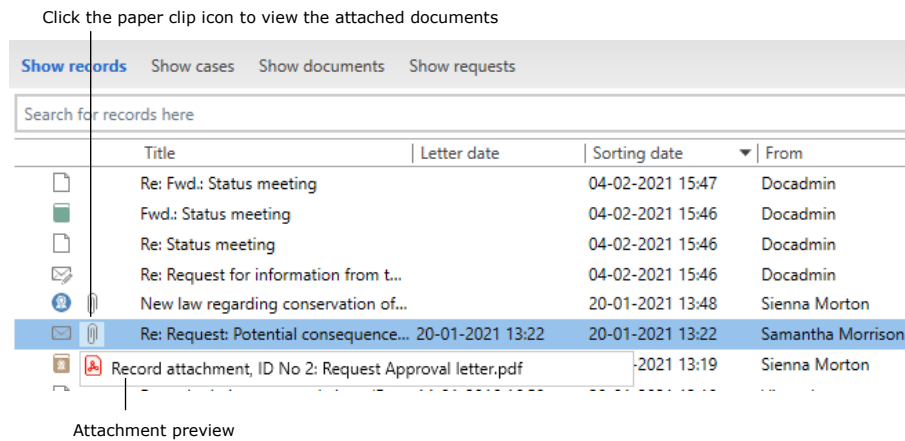 Click the paper clip icon to view the attached documents
Show records Show cases Show documents Show requests
Search for records here
Title Letter date Sorting date From
Re: Fwd.: Status meeting 04-02-2021 15:47 Docadmin
Fwd.: Status meeting 04-02-2021 15:46 Docadmin
Re: Status meeting 04-02-2021 15:46 Docadmin
Re: Request for information from t... 04-02-2021 15:46 Docadmin
New law regarding conservation of... 20-01-2021 13:48 Sienna Morton
Re: Request: Potential consequence... 20-01-2021 13:22 20-01-2021 13:22 Samantha Morrison
Record attachment, ID No 2: Request Approval letter.pdf -2021 13:19 Sienna Morton
Attachment preview